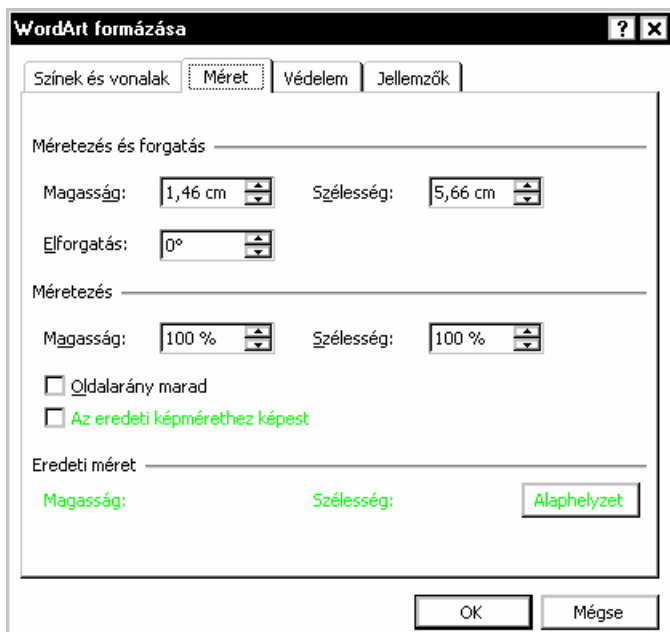 WordArt formázása
Színek és vonalak Méret Védelem Jellemzők
Méretezés és forgatás
Magasság: 1,46 cm Szélesség: 5,66 cm
Elforgatás: 0°
Méretezés
Magasság: 100 % Szélesség: 100 %
Oldalarány marad
Az eredeti képmérethez képest
Eredeti méret
Magasság: Szélesség: Alaphelyzet
OK Mégse